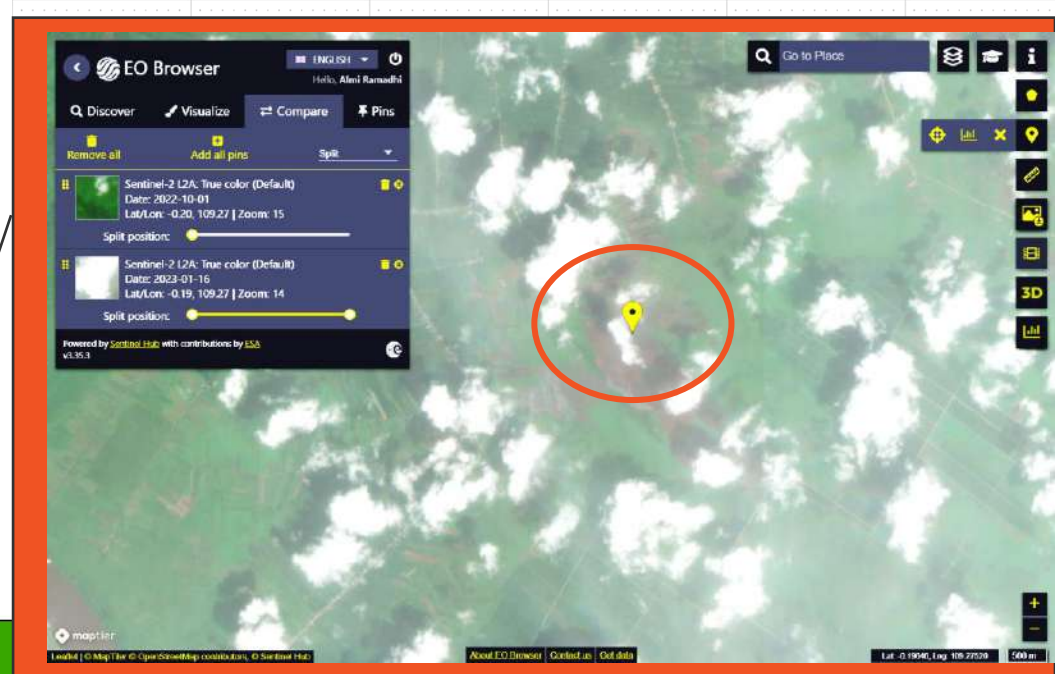 EO Browser
ENGLISH
Hello, Almi Ramadhi
Discover
Visualize
Compare
Pins
Remove all
Add all pins
Split
Sentinel-2 L2A: True color (Default)
Date: 2022-10-01
Lat/Lon: -0.20, 109.27 | Zoom: 15
Split position:
Sentinel-2 L2A: True color (Default)
Date: 2023-01-16
Lat/Lon: -0.19, 109.27 | Zoom: 14
Split position:
Powered by Sentinel Hub with contributions by ESA
v3.35.3
Go to Place
3D
maptiler
Leaflet | © MapTiler © OpenStreetMap contributors, © Sentinel Hub
About EO Browser
Contact us
Get data
Lat: -0.19040, Lng: 109.27520
500 m